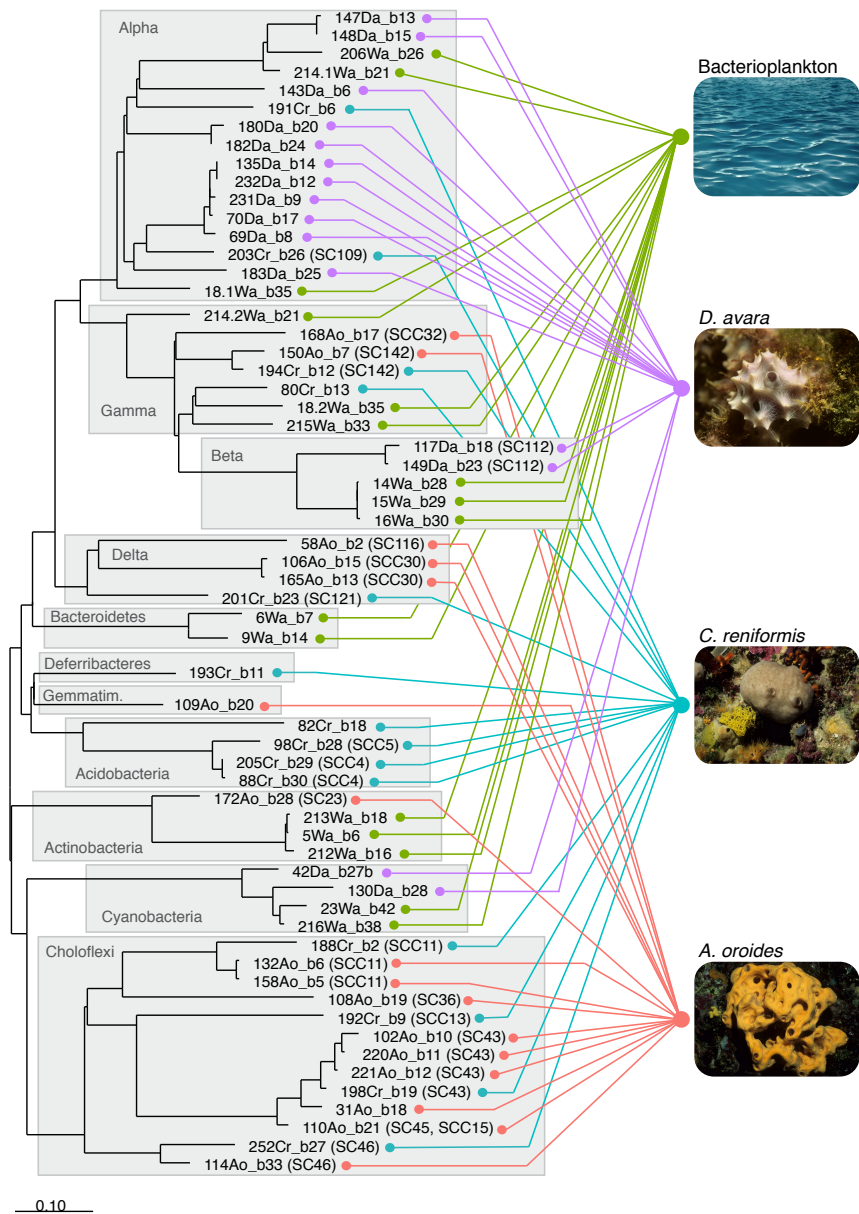 Alpha
147Da_b13
148Da_b15
206Wa_b26
214.1Wa_b21
143Da_b6
191Cr_b6
180Da_b20
182Da_b24
135Da_b14
232Da_b12
231Da_b9
70Da_b17
69Da_b8
203Cr_b26 (SC109)
183Da_b25
18.1Wa_b35
214.2Wa_b21
168Ao_b17 (SCC32)
150Ao_b7 (SC142)
194Cr_b12 (SC142)
80Cr_b13
Gamma
18.2Wa_b35
215Wa_b33
Beta
117Da_b18 (SC112)
149Da_b23 (SC112)
14Wa_b28
15Wa_b29
16Wa_b30
Delta
58Ao_b2 (SC116)
106Ao_b15 (SCC30)
165Ao_b13 (SCC30)
201Cr_b23 (SC121)
Bacteroidetes
6Wa_b7
9Wa_b14
Deferribacteres
193Cr_b11
Gemmatim.
109Ao_b20
82Cr_b18
98Cr_b28 (SCC5)
205Cr_b29 (SCC4)
88Cr_b30 (SCC4)
Acidobacteria
172Ao_b28 (SC23)
213Wa_b18
5Wa_b6
212Wa_b16
Actinobacteria
42Da_b27b
130Da_b28
23Wa_b42
216Wa_b38
Cyanobacteria
Choloflexi
188Cr_b2 (SCC11)
132Ao_b6 (SCC11)
158Ao_b5 (SCC11)
108Ao_b19 (SC36)
192Cr_b9 (SCC13)
102Ao_b10 (SC43)
220Ao_b11 (SC43)
221Ao_b12 (SC43)
198Cr_b19 (SC43)
31Ao_b18
110Ao_b21 (SC45, SCC15)
252Cr_b27 (SC46)
114Ao_b33 (SC46)
0.10
Bacterioplankton
D. avara
C. reniformis
A. oroides